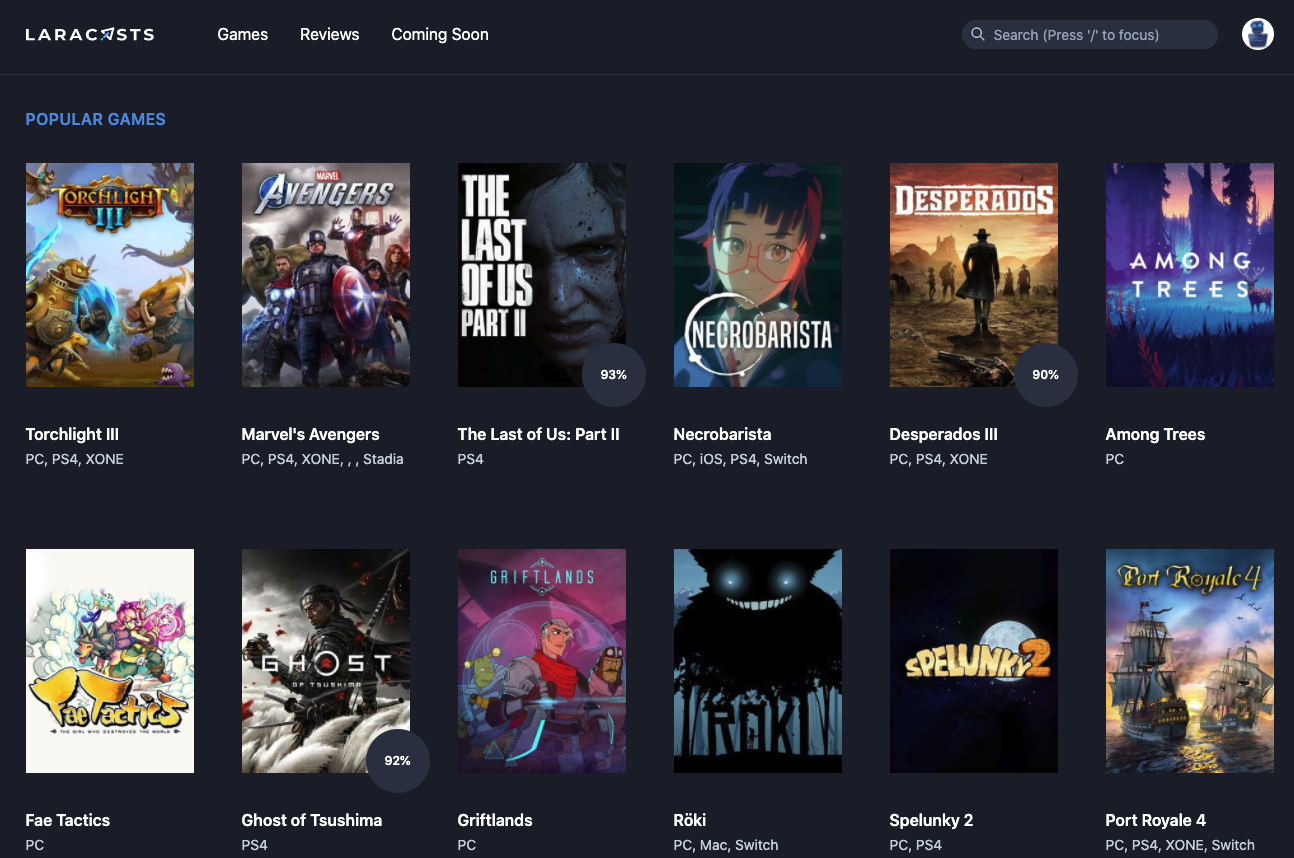 LARACASTS Games Reviews Coming Soon Search (Press '/' to focus)
POPULAR GAMES
TORCHLIGHT
III
MARVEL
AVENGERS
THE
LAST
OF US
PART II
NECROBARISTA
DESPERADOS
AMONG
TREES
93%
90%
Torchlight III
PC, PS4, XONE
Marvel's Avengers
PC, PS4, XONE, , , Stadia
The Last of Us: Part II
PS4
Necrobarista
PC, iOS, PS4, Switch
Desperados III
PC, PS4, XONE
Among Trees
PC
Fae Tactics
THE GIRL WHO DESTROYED THE WORLD
GHOST
OF TSUSHIMA
GRIFTLANDS
RÖKI
SPELUNKY 2
Port Royale 4
92%
Fae Tactics
PC
Ghost of Tsushima
PS4
Griftlands
PC
Röki
PC, Mac, Switch
Spelunky 2
PC, PS4
Port Royale 4
PC, PS4, XONE, Switch